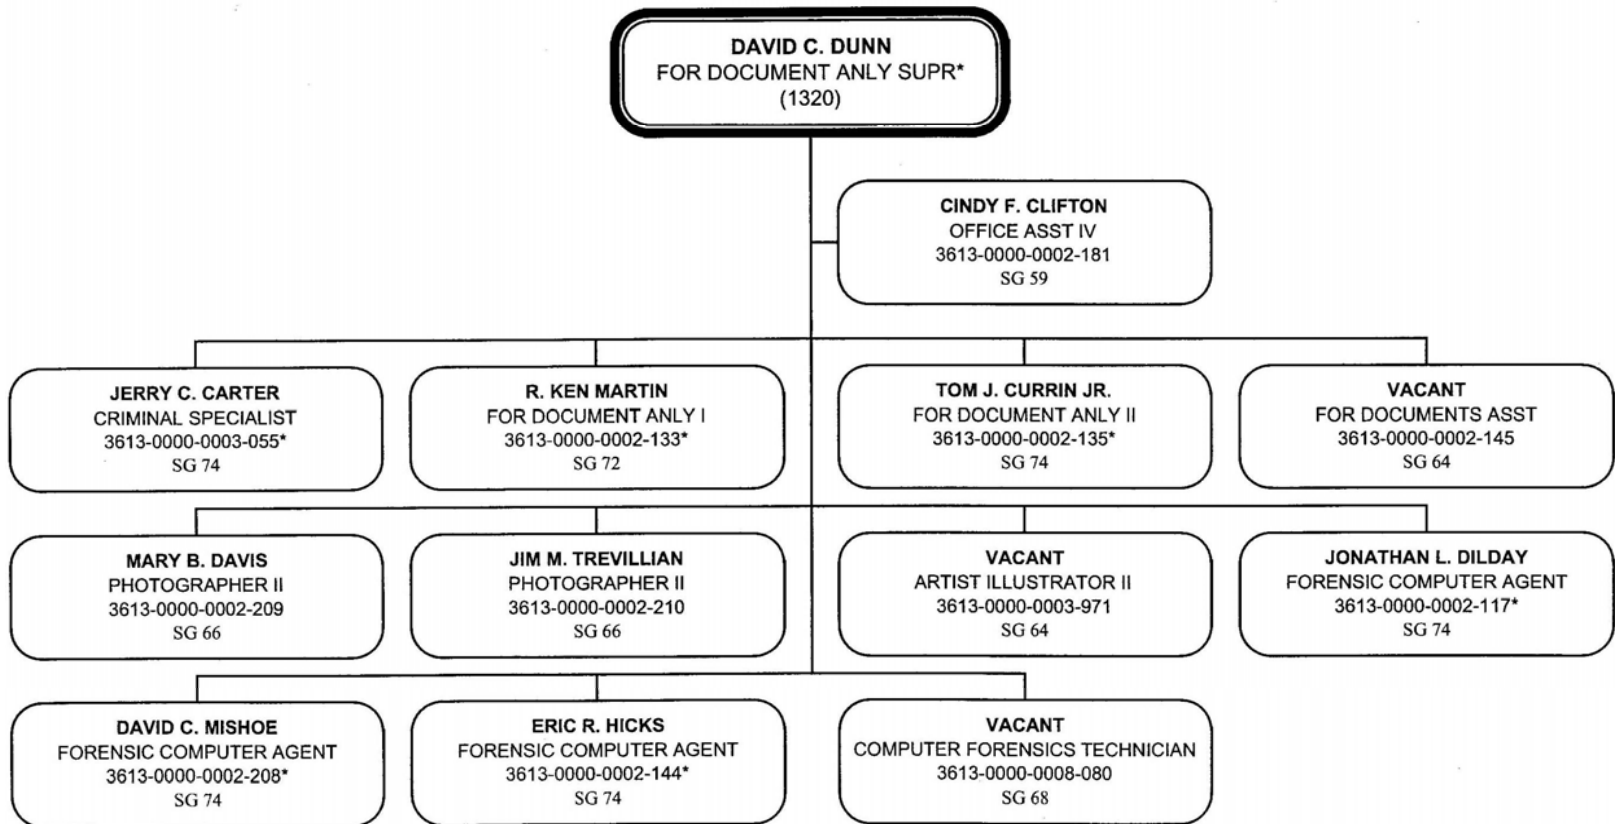 DAVID C. DUNN
FOR DOCUMENT ANLY SUPR*
(1320)
CINDY F. CLIFTON
OFFICE ASST IV
3613-0000-0002-181
SG 59
JERRY C. CARTER
CRIMINAL SPECIALIST
3613-0000-0003-055*
SG 74
R. KEN MARTIN
FOR DOCUMENT ANLY I
3613-0000-0002-133*
SG 72
TOM J. CURRIN JR.
FOR DOCUMENT ANLY II
3613-0000-0002-135*
SG 74
VACANT
FOR DOCUMENTS ASST
3613-0000-0002-145
SG 64
MARY B. DAVIS
PHOTOGRAPHER II
3613-0000-0002-209
SG 66
JIM M. TREVILLIAN
PHOTOGRAPHER II
3613-0000-0002-210
SG 66
VACANT
ARTIST ILLUSTRATOR II
3613-0000-0003-971
SG 64
JONATHAN L. DILDAY
FORENSIC COMPUTER AGENT
3613-0000-0002-117*
SG 74
DAVID C. MISHOE
FORENSIC COMPUTER AGENT
3613-0000-0002-208*
SG 74
ERIC R. HICKS
FORENSIC COMPUTER AGENT
3613-0000-0002-144*
SG 74
VACANT
COMPUTER FORENSICS TECHNICIAN
3613-0000-0008-080
SG 68